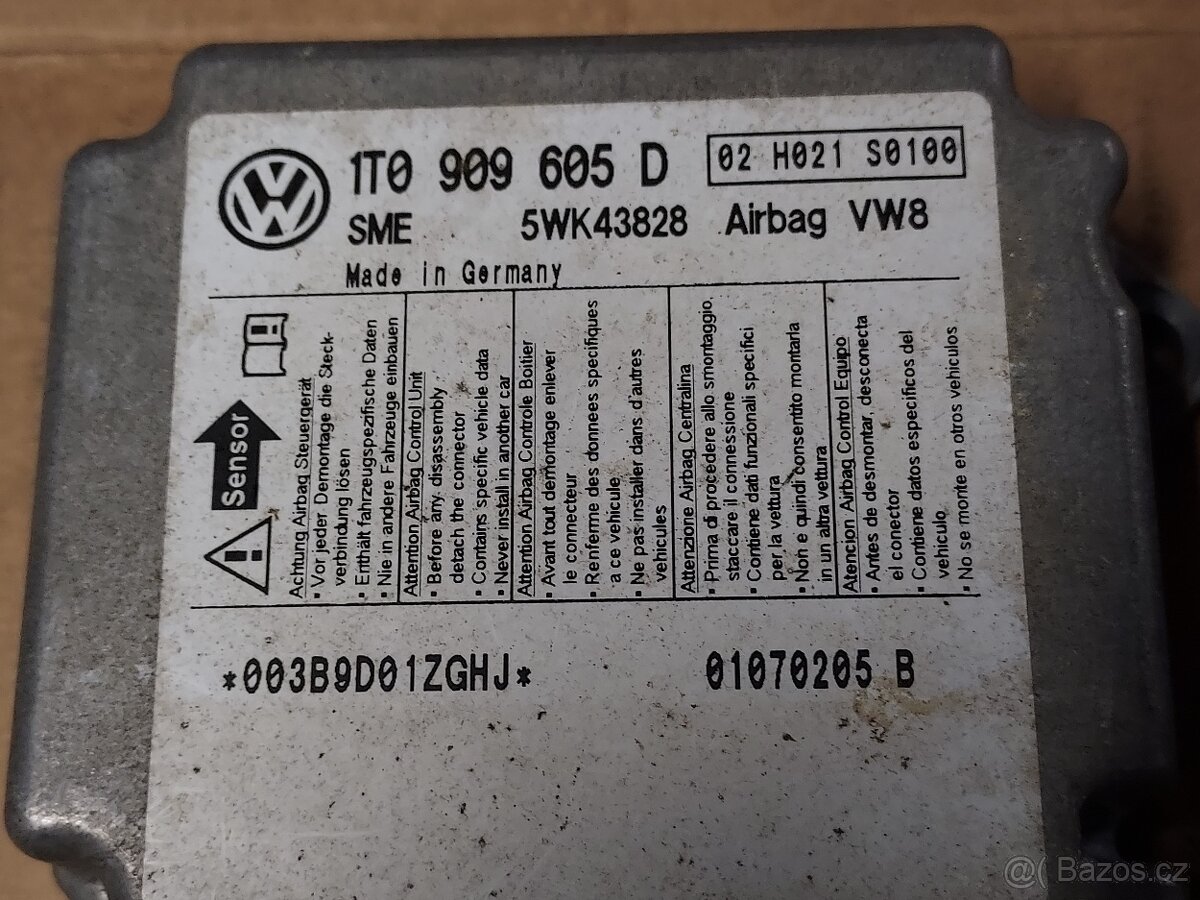 1T0 909 605 D
02 H021 S0100
SME 5WK43828 Airbag VW8
Made in Germany
Sensor
Achtung Airbag Steuergerät
• Vor jeder Demontage die Steck-
verbindung lösen
• Enthält fahrzeugspezifische Daten
• Nie in andere Fahrzeuge einbauen
Attention Airbag Control Unit
• Before any disassembly
detach the connector
• Contains specific vehicle data
• Never install in another car
Attention Airbag Controle Boitier
• Avant tout demontage enlever
le connecteur
• Renferme des donnees specifiques
a ce vehicule
• Ne pas installer dans d'autres
vehicules
Attenzione Airbag Centralina
• Prima di procedere allo smontaggio,
staccare il connessione
• Contiene dati funzionali specifici
per la vettura
• Non e quindi consentito montarla
in un altra vettura
Atencion Airbag Control Equipo
• Antes de desmontar, desconecta
el conector
• Contiene datos especificos del
vehiculo
• No se monte en otros vehiculos
*003B9D01ZGHJ*
01070205 B
@( Bazos.cz